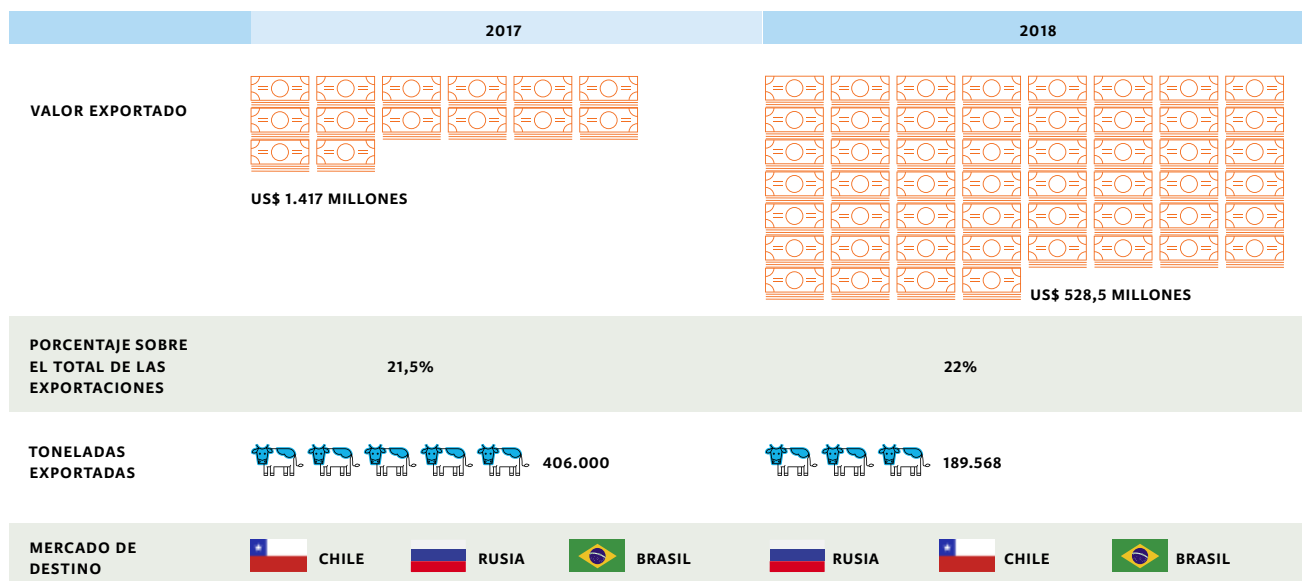 2017
2018
VALOR EXPORTADO
US$ 1.417 MILLONES
US$ 528,5 MILLONES
PORCENTAJE SOBRE
EL TOTAL DE LAS
EXPORTACIONES
21,5%
22%
TONELADAS
EXPORTADAS
406.000
189.568
MERCADO DE
DESTINO
CHILE
RUSIA
BRASIL
RUSIA
CHILE
BRASIL